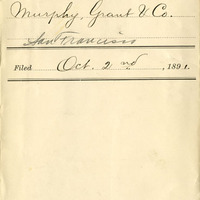 Murphy, Grant & Co.
San Francisco
Filed Oct. 2nd, 1891.